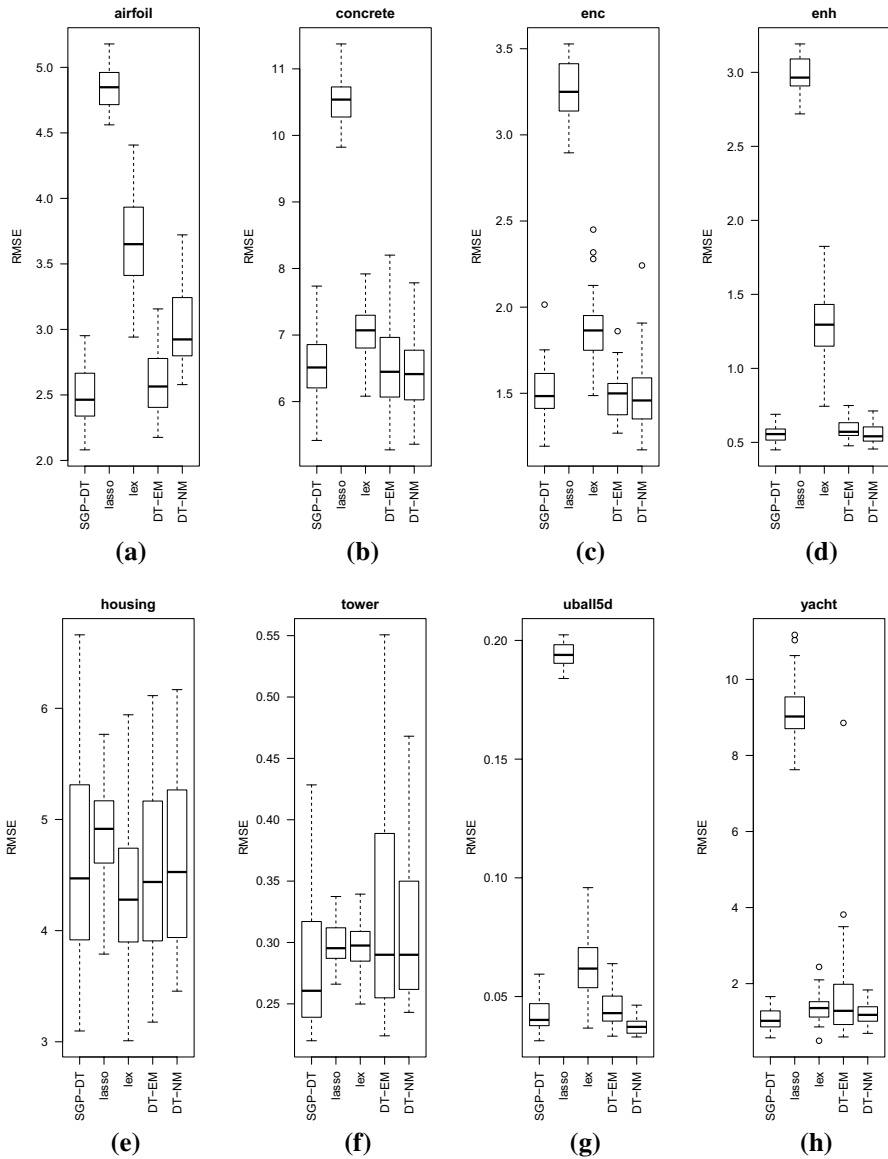 airfoil
RMSE
5.0
4.5
4.0
3.5
3.0
2.5
2.0
SGP-DT
lasso
lex
DT-EM
DT-NM
(a)
concrete
RMSE
11
10
9
8
7
6
SGP-DT
lasso
lex
DT-EM
DT-NM
(b)
enc
RMSE
3.5
3.0
2.5
2.0
1.5
SGP-DT
lasso
lex
DT-EM
DT-NM
(c)
enh
RMSE
3.0
2.5
2.0
1.5
1.0
0.5
SGP-DT
lasso
lex
DT-EM
DT-NM
(d)
housing
RMSE
6
5
4
3
SGP-DT
lasso
lex
DT-EM
DT-NM
(e)
tower
RMSE
0.55
0.50
0.45
0.40
0.35
0.30
0.25
SGP-DT
lasso
lex
DT-EM
DT-NM
(f)
uball5d
RMSE
0.20
0.15
0.10
0.05
SGP-DT
lasso
lex
DT-EM
DT-NM
(g)
yacht
RMSE
10
8
6
4
2
SGP-DT
lasso
lex
DT-EM
DT-NM
(h)